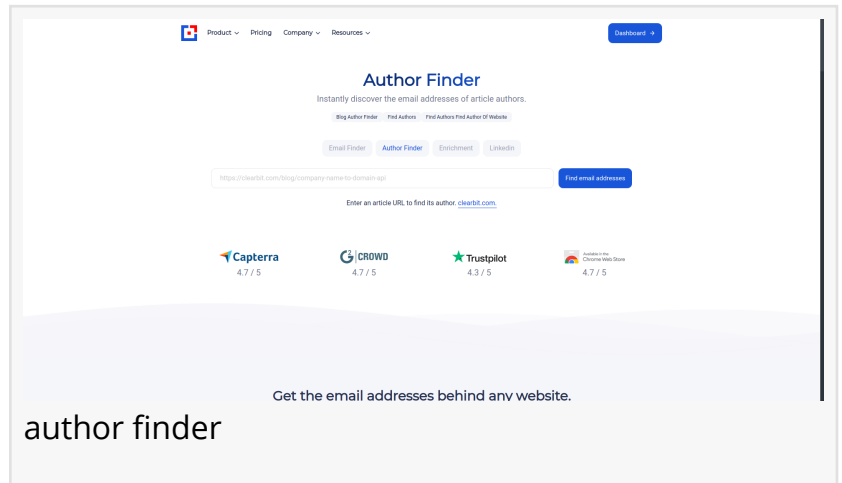 Product Pricing Company Resources Dashboard →
Author Finder
Instantly discover the email addresses of article authors.
Blog Author Finder Find Authors Find Authors Find Author Of Website
Email Finder Author Finder Enrichment Linkedin
https://clearbit.com/blog/company-name-to-domain-api Find email addresses
Enter an article URL to find its author. clearbit.com.
Capterra G2 CROWD Trustpilot Available in the Chrome Web Store
4.7 / 5 4.7 / 5 4.3 / 5 4.7 / 5
Get the email addresses behind any website.
author finder